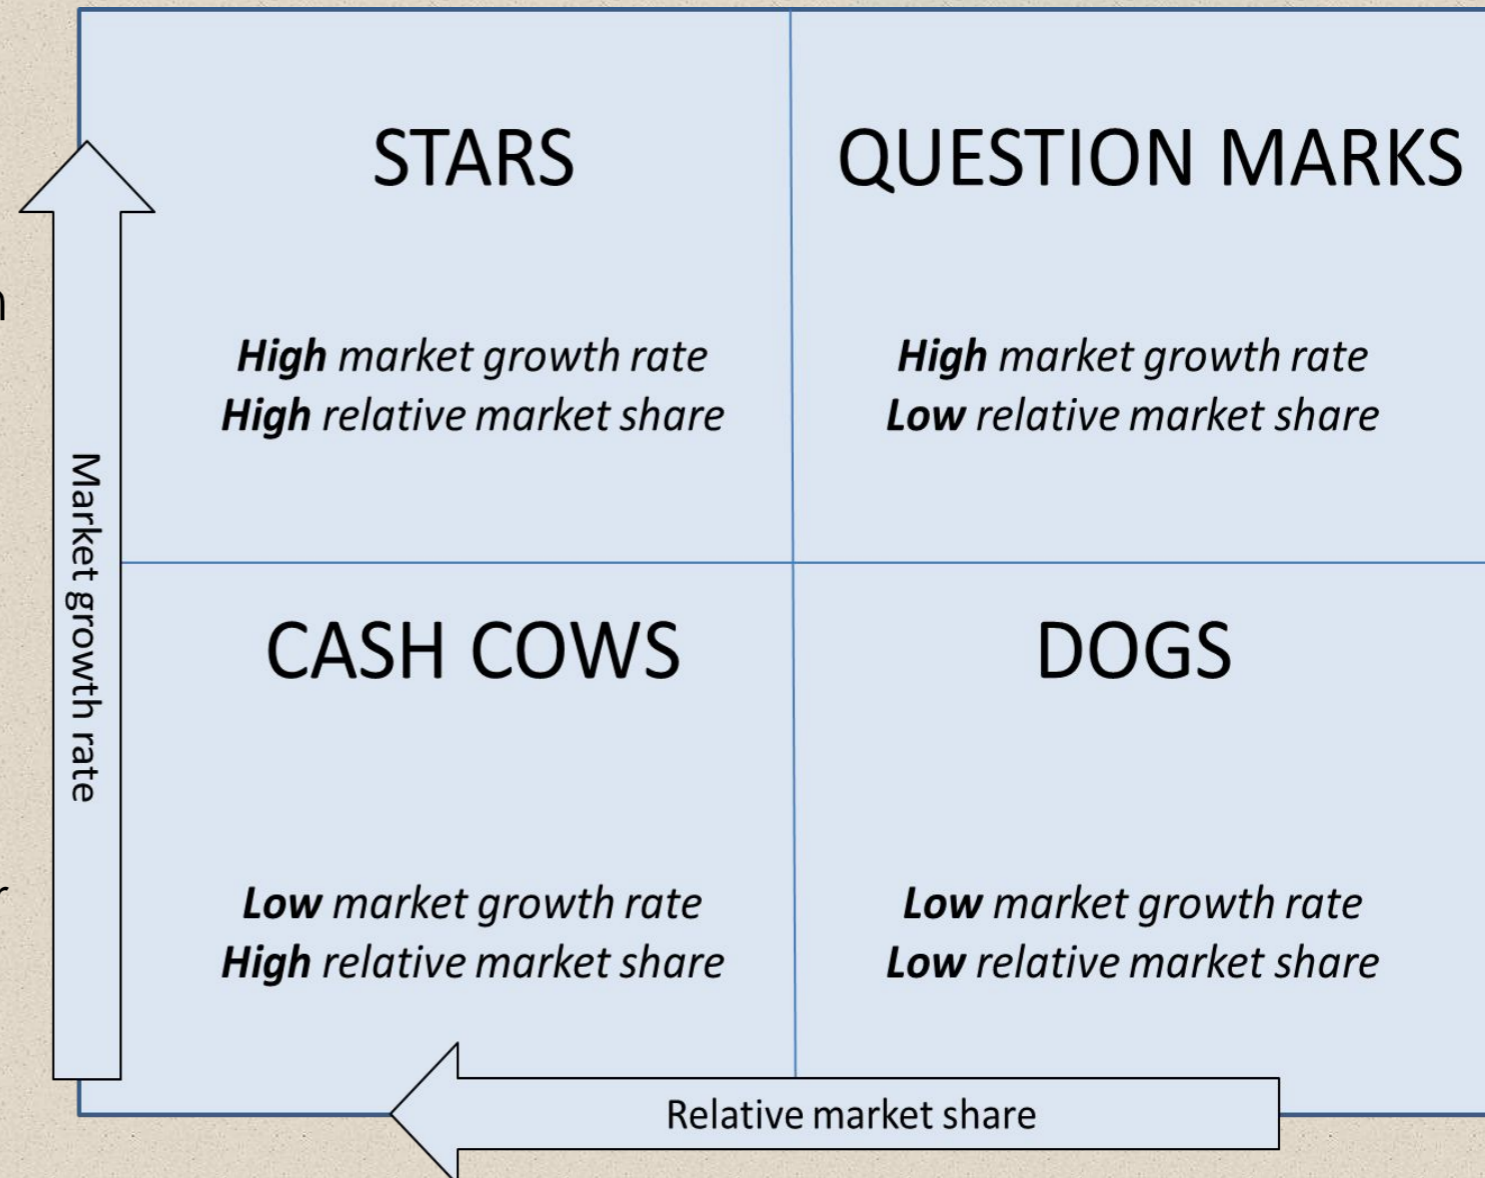 STARS
High market growth rate
High relative market share
QUESTION MARKS
High market growth rate
Low relative market share
CASH COWS
Low market growth rate
High relative market share
DOGS
Low market growth rate
Low relative market share
Market growth rate
Relative market share